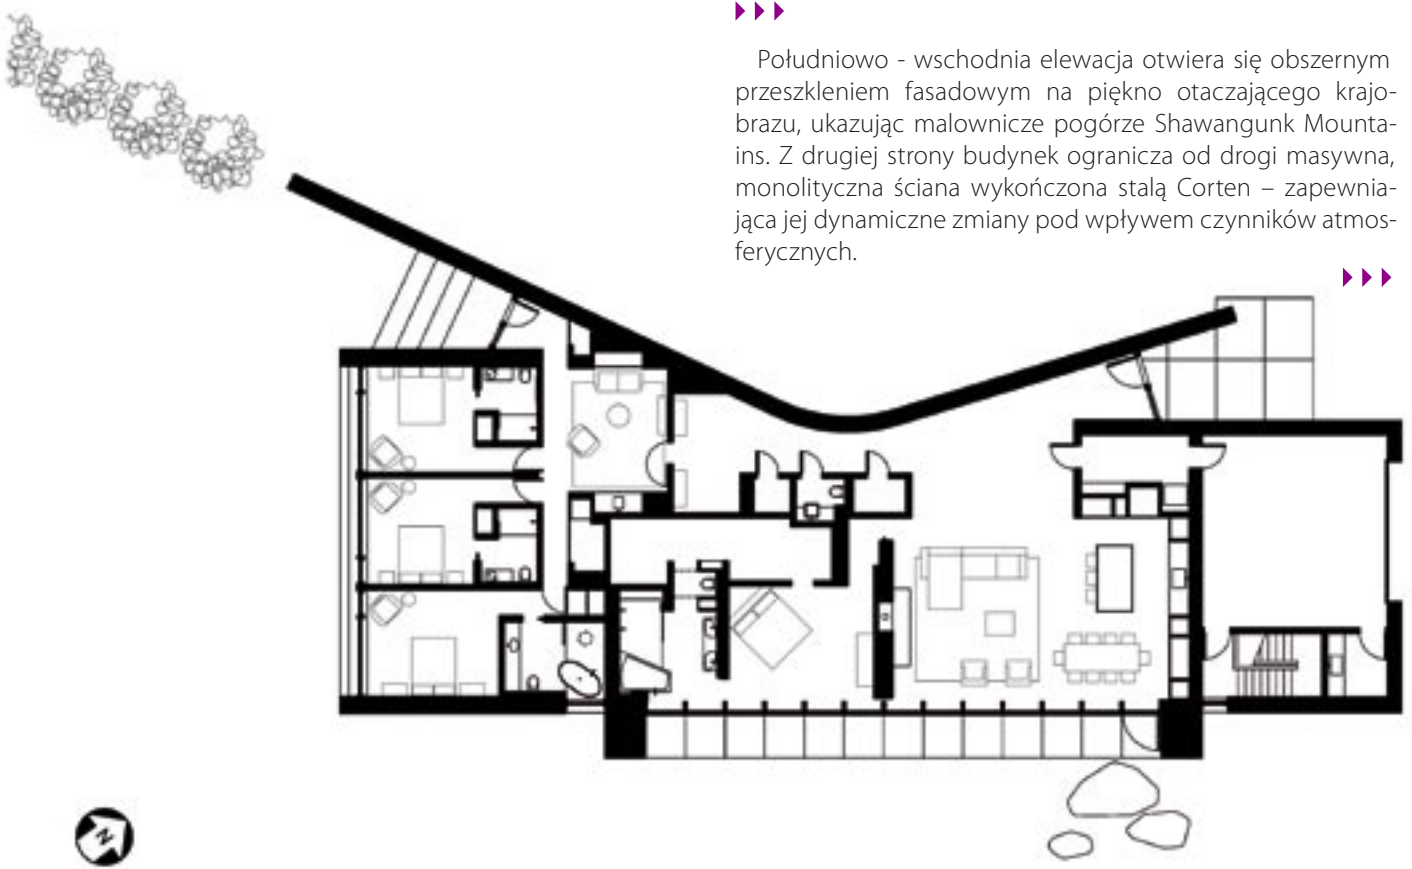 Południowo - wschodnia elewacja otwiera się obszernym
przeszkleniem fasadowym na piękno otaczającego krajo-
brazu, ukazując malownicze pogórze Shawangunk Mounta-
ins. Z drugiej strony budynek ogranicza od drogi masywna,
monolityczna ściana wykończona stalą Corten – zapewnia-
jąca jej dynamiczne zmiany pod wpływem czynników atmos-
ferycznych.
N